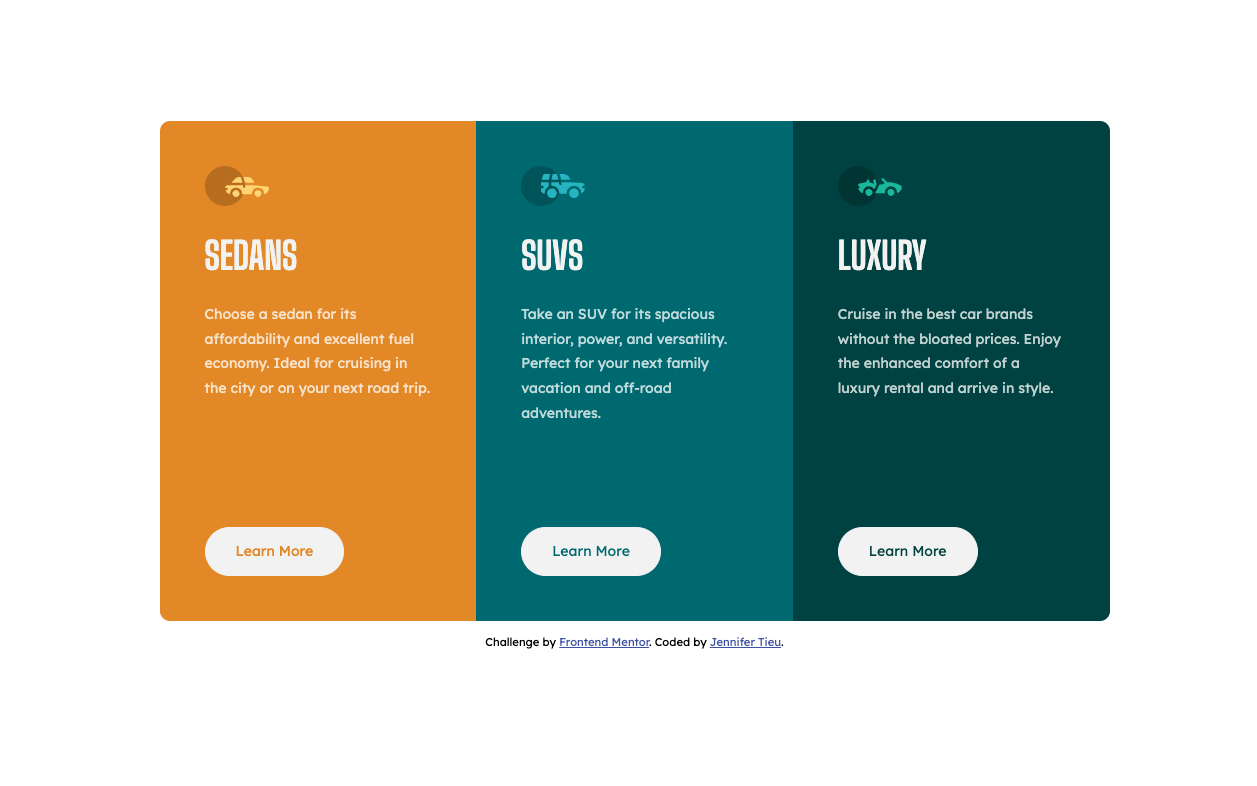 SEDANS
Choose a sedan for its
affordability and excellent fuel
economy. Ideal for cruising in
the city or on your next road trip.
Learn More
SUVS
Take an SUV for its spacious
interior, power, and versatility.
Perfect for your next family
vacation and off-road
adventures.
Learn More
LUXURY
Cruise in the best car brands
without the bloated prices. Enjoy
the enhanced comfort of a
luxury rental and arrive in style.
Learn More
Challenge by Frontend Mentor. Coded by Jennifer Tieu.